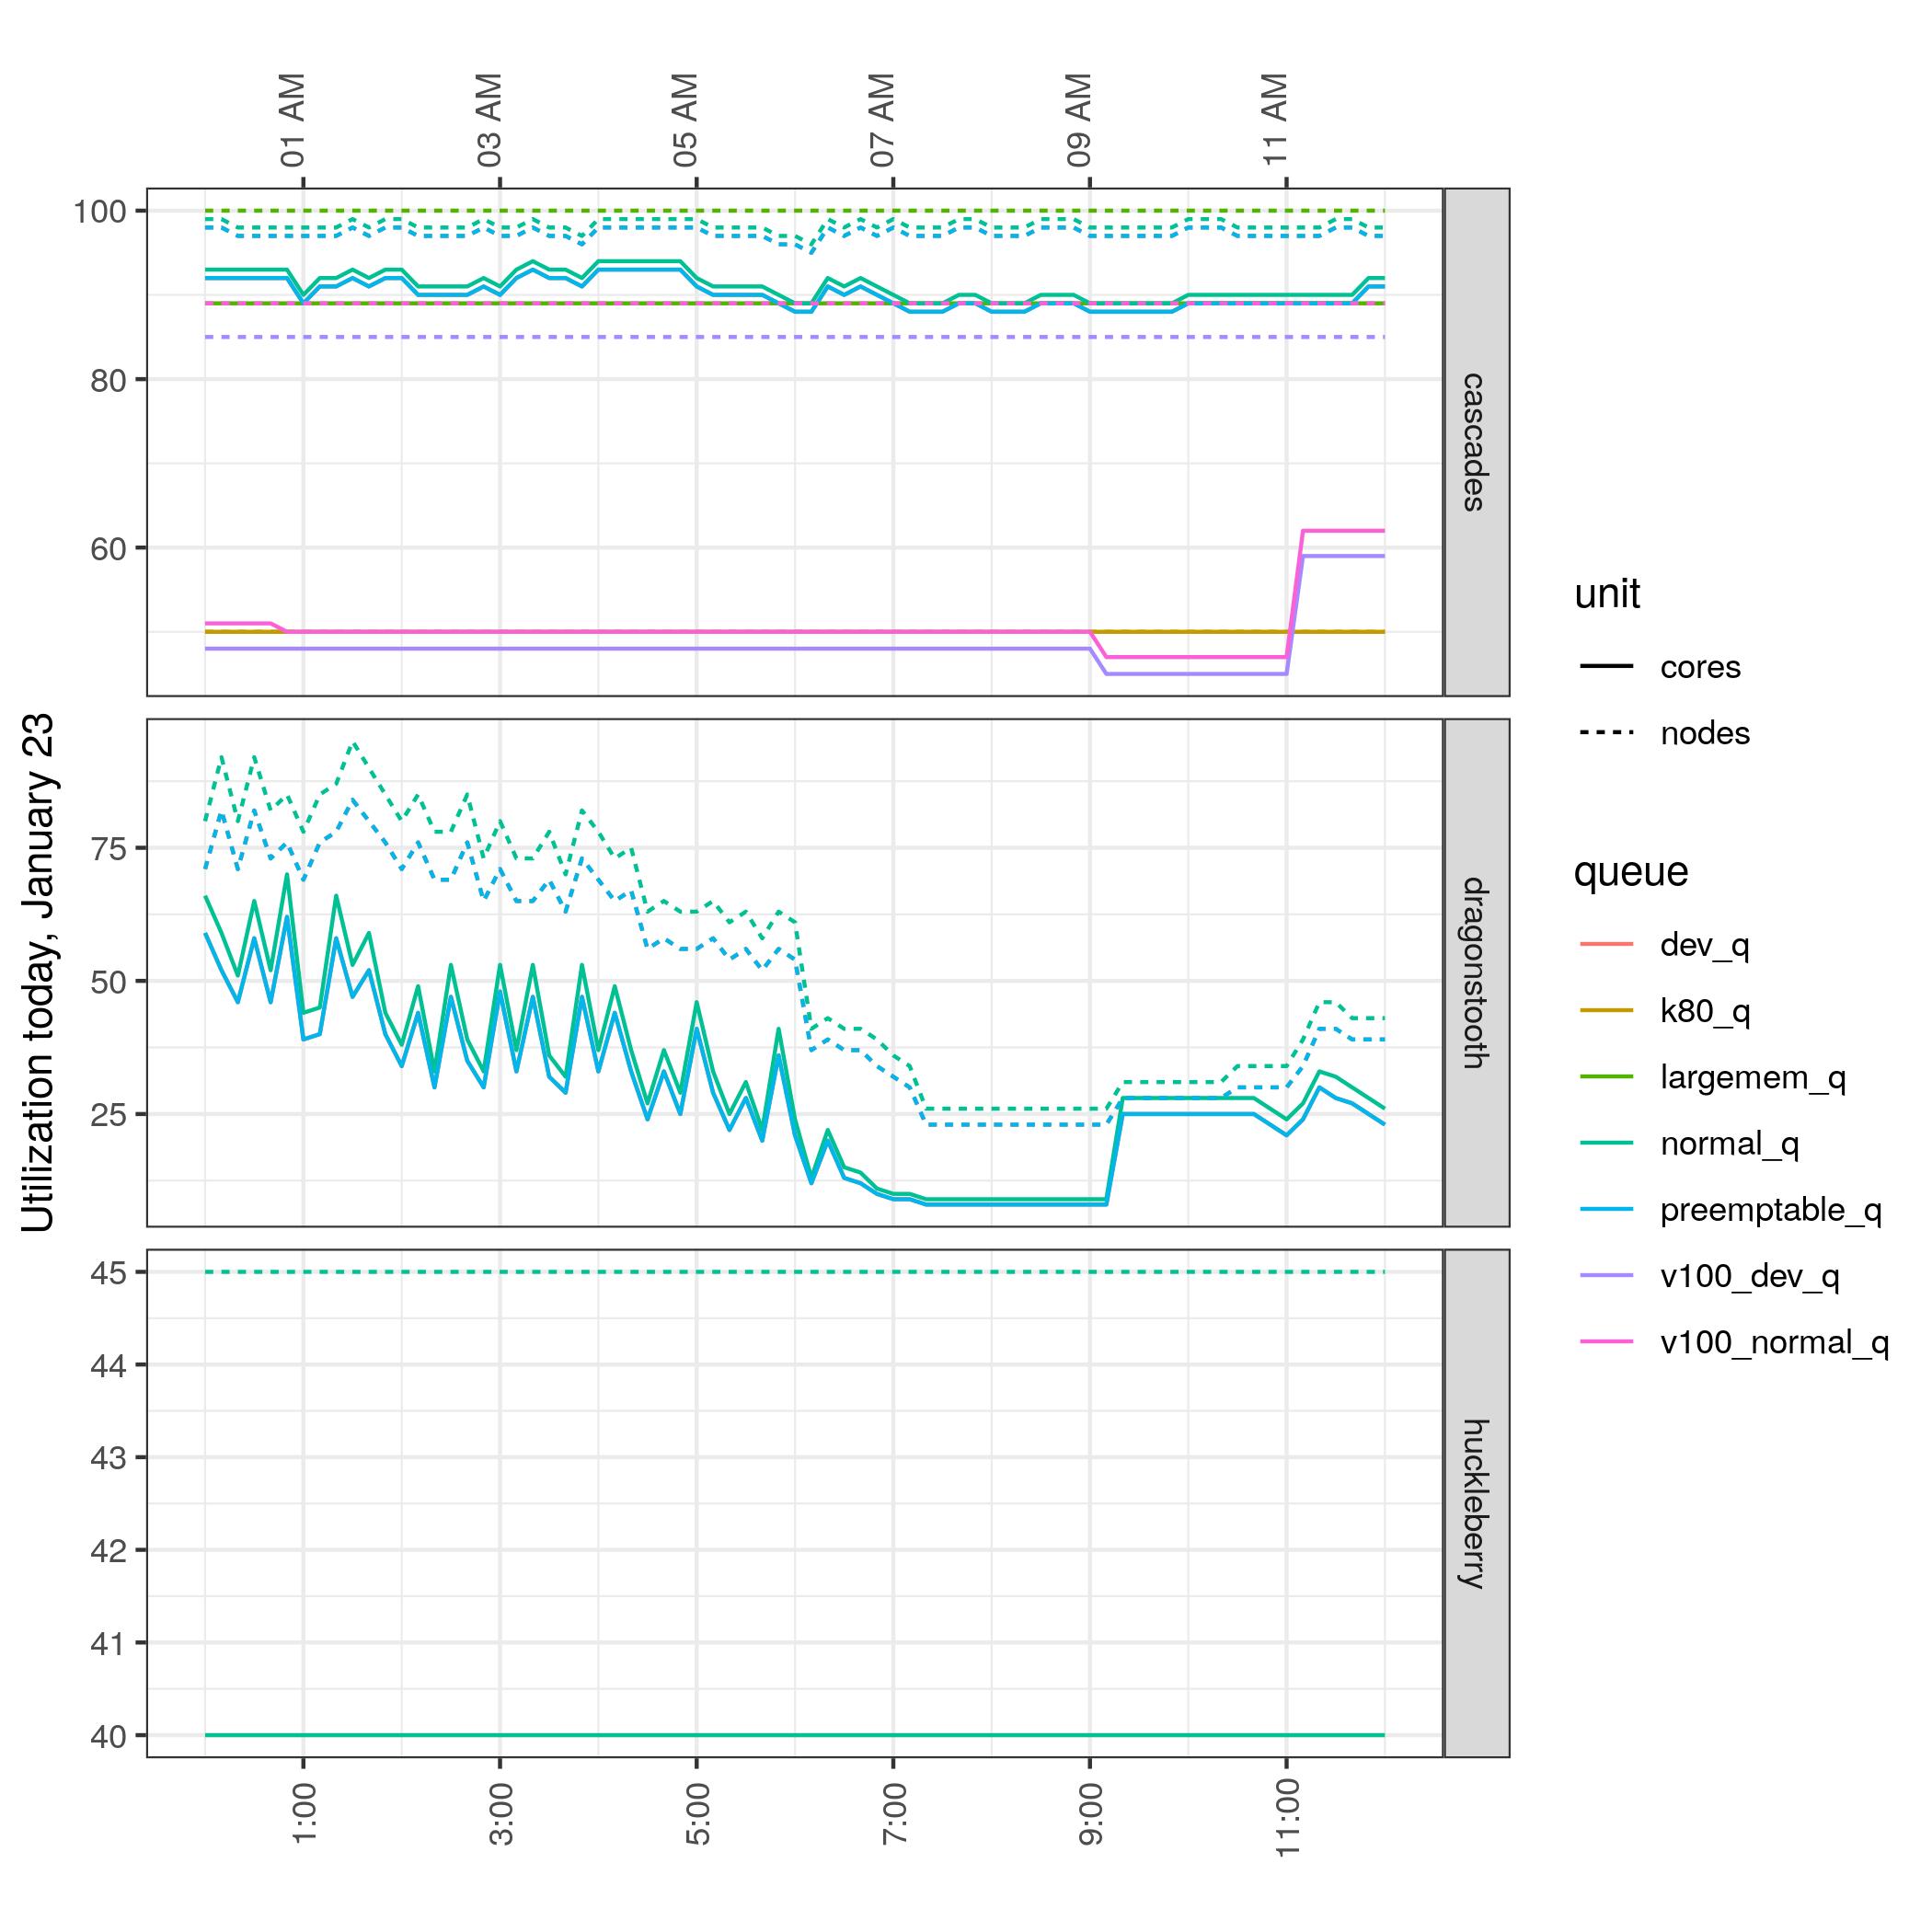 01 AM
03 AM
05 AM
07 AM
09 AM
11 AM
Utilization today, January 23
100
80
60
cascades
75
50
25
dragonstooth
45
44
43
42
41
40
huckleberry
1:00
3:00
5:00
7:00
9:00
11:00
unit
cores
nodes
queue
dev_q
k80_q
largemem_q
normal_q
preemptable_q
v100_dev_q
v100_normal_q